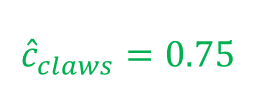 ĉ_claws = 0.75